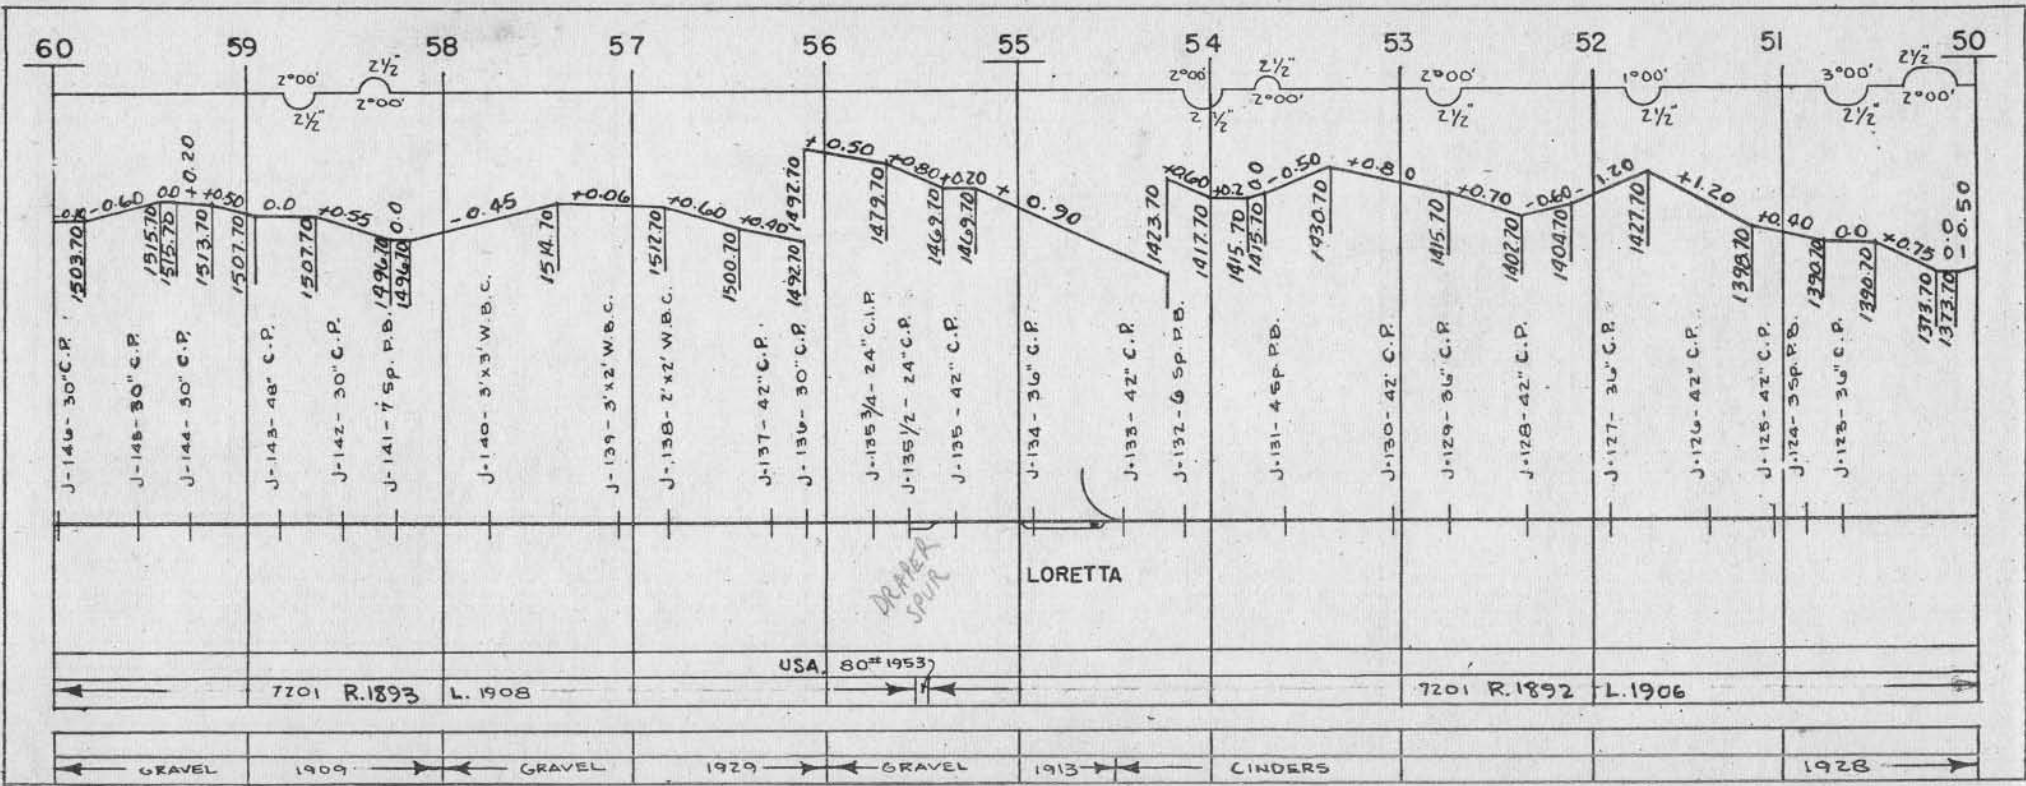 60 59 58 57 56 55 54 53 52 51 50
2°00' 2½" 2°00' 2½" 2°00' 1°00' 3°00' 2½"
2½" 2°00' 2½" 2°00' 2½" 2½" 2½" 2°00'
-0.60 0.0 +0.20 +0.50 0.0 +0.55 0.0 -0.45 +0.06 +0.60 +0.40 +0.50 +0.80 +0.20 +0.90 +0.60 +0.2 0.0 -0.50 +0.80 +0.70 -0.60 -1.20 +1.20 +0.40 0.0 +0.75 0.0 -0.50
1503.70 1515.70 1515.70 1513.70 1507.70 1507.70 1496.70 1496.70 1514.70 1512.70 1500.70 1492.70 1492.70 1479.70 1469.70 1469.70 1423.70 1417.70 1415.70 1415.70 1430.70 1415.70 1402.70 1404.70 1427.70 1398.70 1390.70 1390.70 1373.70 1373.70
J-146- 30" C.P.
J-145- 30" C.P.
J-144- 30" C.P.
J-143- 48" C.P.
J-142- 30" C.P.
J-141- 7 Sp. P.B.
J-140- 3'x3' W.B.C.
J-139- 3'x2' W.B.C.
J-138- 2'x2' W.B.C.
J-137- 42" C.P.
J-136- 30" C.P.
J-135¾- 24" C.I.P.
J-135½- 24" C.P.
J-135- 42" C.P.
J-134- 36" C.P.
J-133- 42" C.P.
J-132- 6 Sp. P.B.
J-131- 4 Sp. P.B.
J-130- 42" C.P.
J-129- 36" C.P.
J-128- 42" C.P.
J-127- 36" C.P.
J-126- 42" C.P.
J-125- 42" C.P.
J-124- 3 Sp. P.B.
J-123- 36" C.P.
DRAPER
SPUR
LORETTA
USA. 80# 1953
7201 R.1893 L.1908 7201 R.1892 L.1906
GRAVEL 1909 GRAVEL 1929 GRAVEL 1913 CINDERS 1928